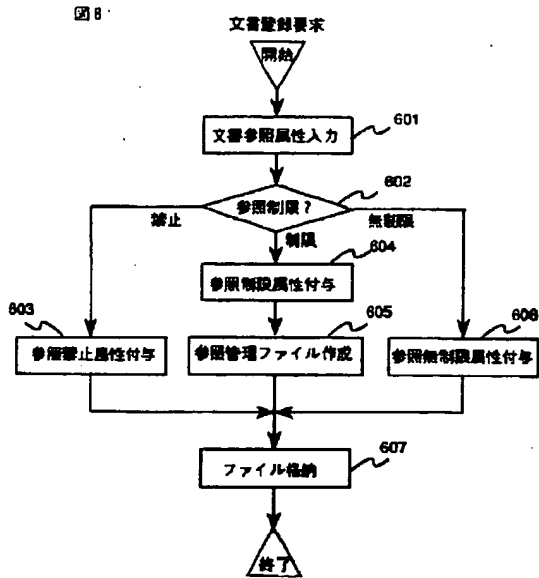 図8
文書登録要求
開始
文書参照属性入力
601
参照制限？
602
禁止
制限
無制限
参照制限属性付与
604
603
参照禁止属性付与
605
参照管理ファイル作成
606
参照無制限属性付与
ファイル格納
607
終了